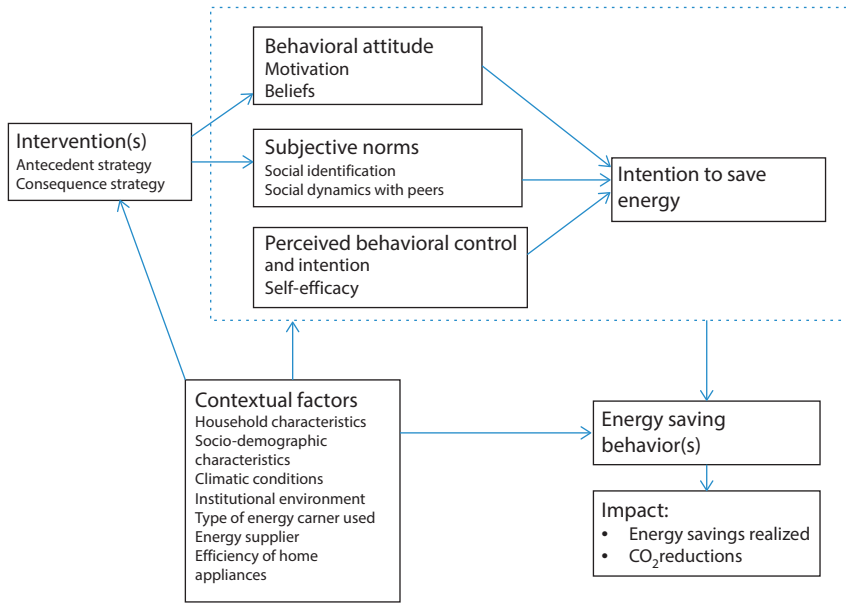 Behavioral attitude
Motivation
Beliefs
Intervention(s)
Antecedent strategy
Consequence strategy
Subjective norms
Social identification
Social dynamics with peers
Intention to save
energy
Perceived behavioral control
and intention
Self-efficacy
Contextual factors
Household characteristics
Socio-demographic
characteristics
Climatic conditions
Institutional environment
Type of energy carner used
Energy supplier
Efficiency of home
appliances
Energy saving
behavior(s)
Impact:
• Energy savings realized
• CO₂reductions